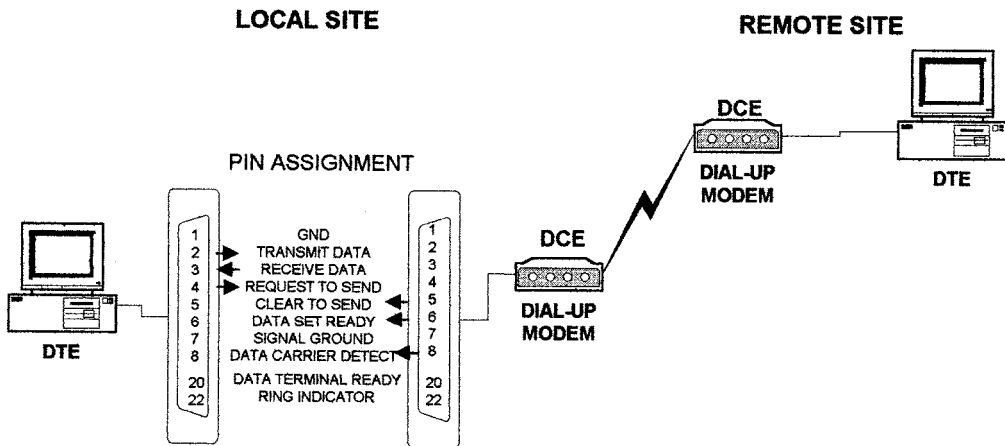 LOCAL SITE
REMOTE SITE
DCE
DIAL-UP
MODEM
DTE
PIN ASSIGNMENT
1 GND 1
2 TRANSMIT DATA 2
3 RECEIVE DATA 3
4 REQUEST TO SEND 4
5 CLEAR TO SEND 5
6 DATA SET READY 6
7 SIGNAL GROUND 7
8 DATA CARRIER DETECT 8
20 DATA TERMINAL READY 20
22 RING INDICATOR 22
DTE
DCE
DIAL-UP
MODEM